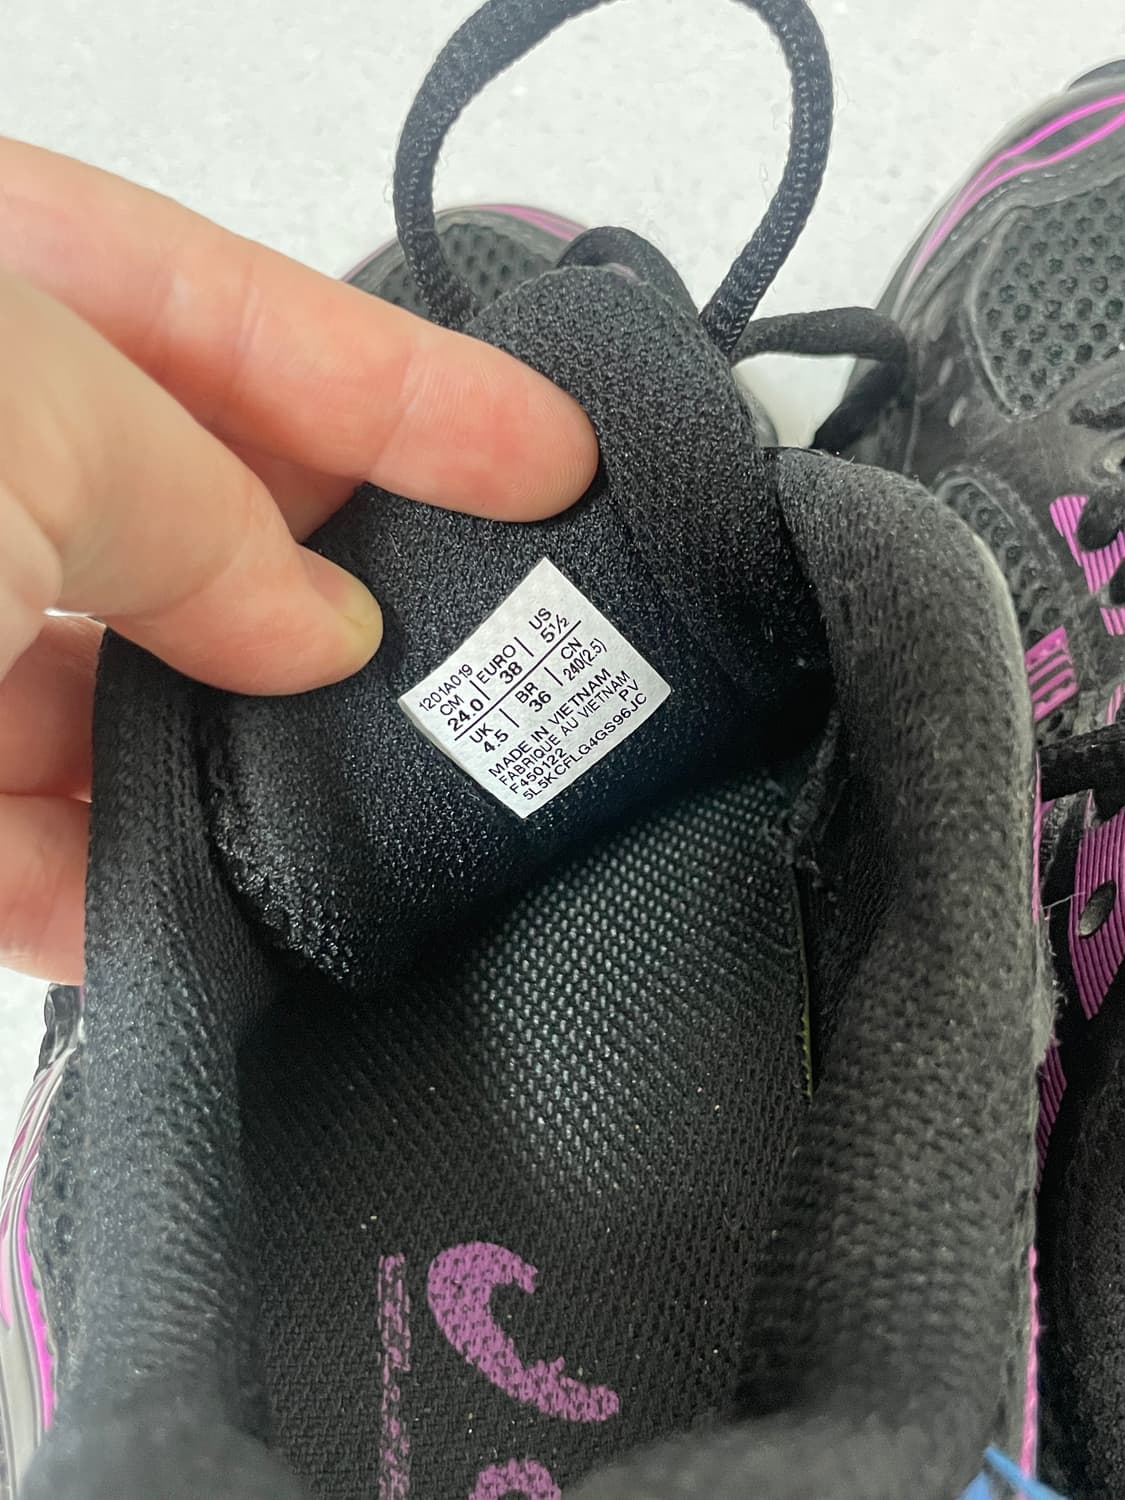 1201A019
CM | EURO | US
24.0 | 38 | 5½
UK | BR | CN
4.5 | 36 | 240(2.5)
MADE IN VIETNAM
FABRIQUE AU VIETNAM
F450122 PV
5L5KCFLG4GS96JC